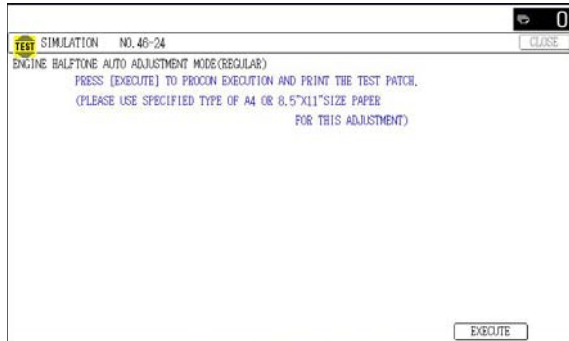 0
TEST SIMULATION NO. 46-24 CLOSE
ENGINE HALFTONE AUTO ADJUSTMENT MODE(REGULAR)
PRESS [EXECUTE] TO PROCON EXECUTION AND PRINT THE TEST PATCH.
(PLEASE USE SPECIFIED TYPE OF A4 OR 8.5"X11"SIZE PAPER
FOR THIS ADJUSTMENT)
EXECUTE